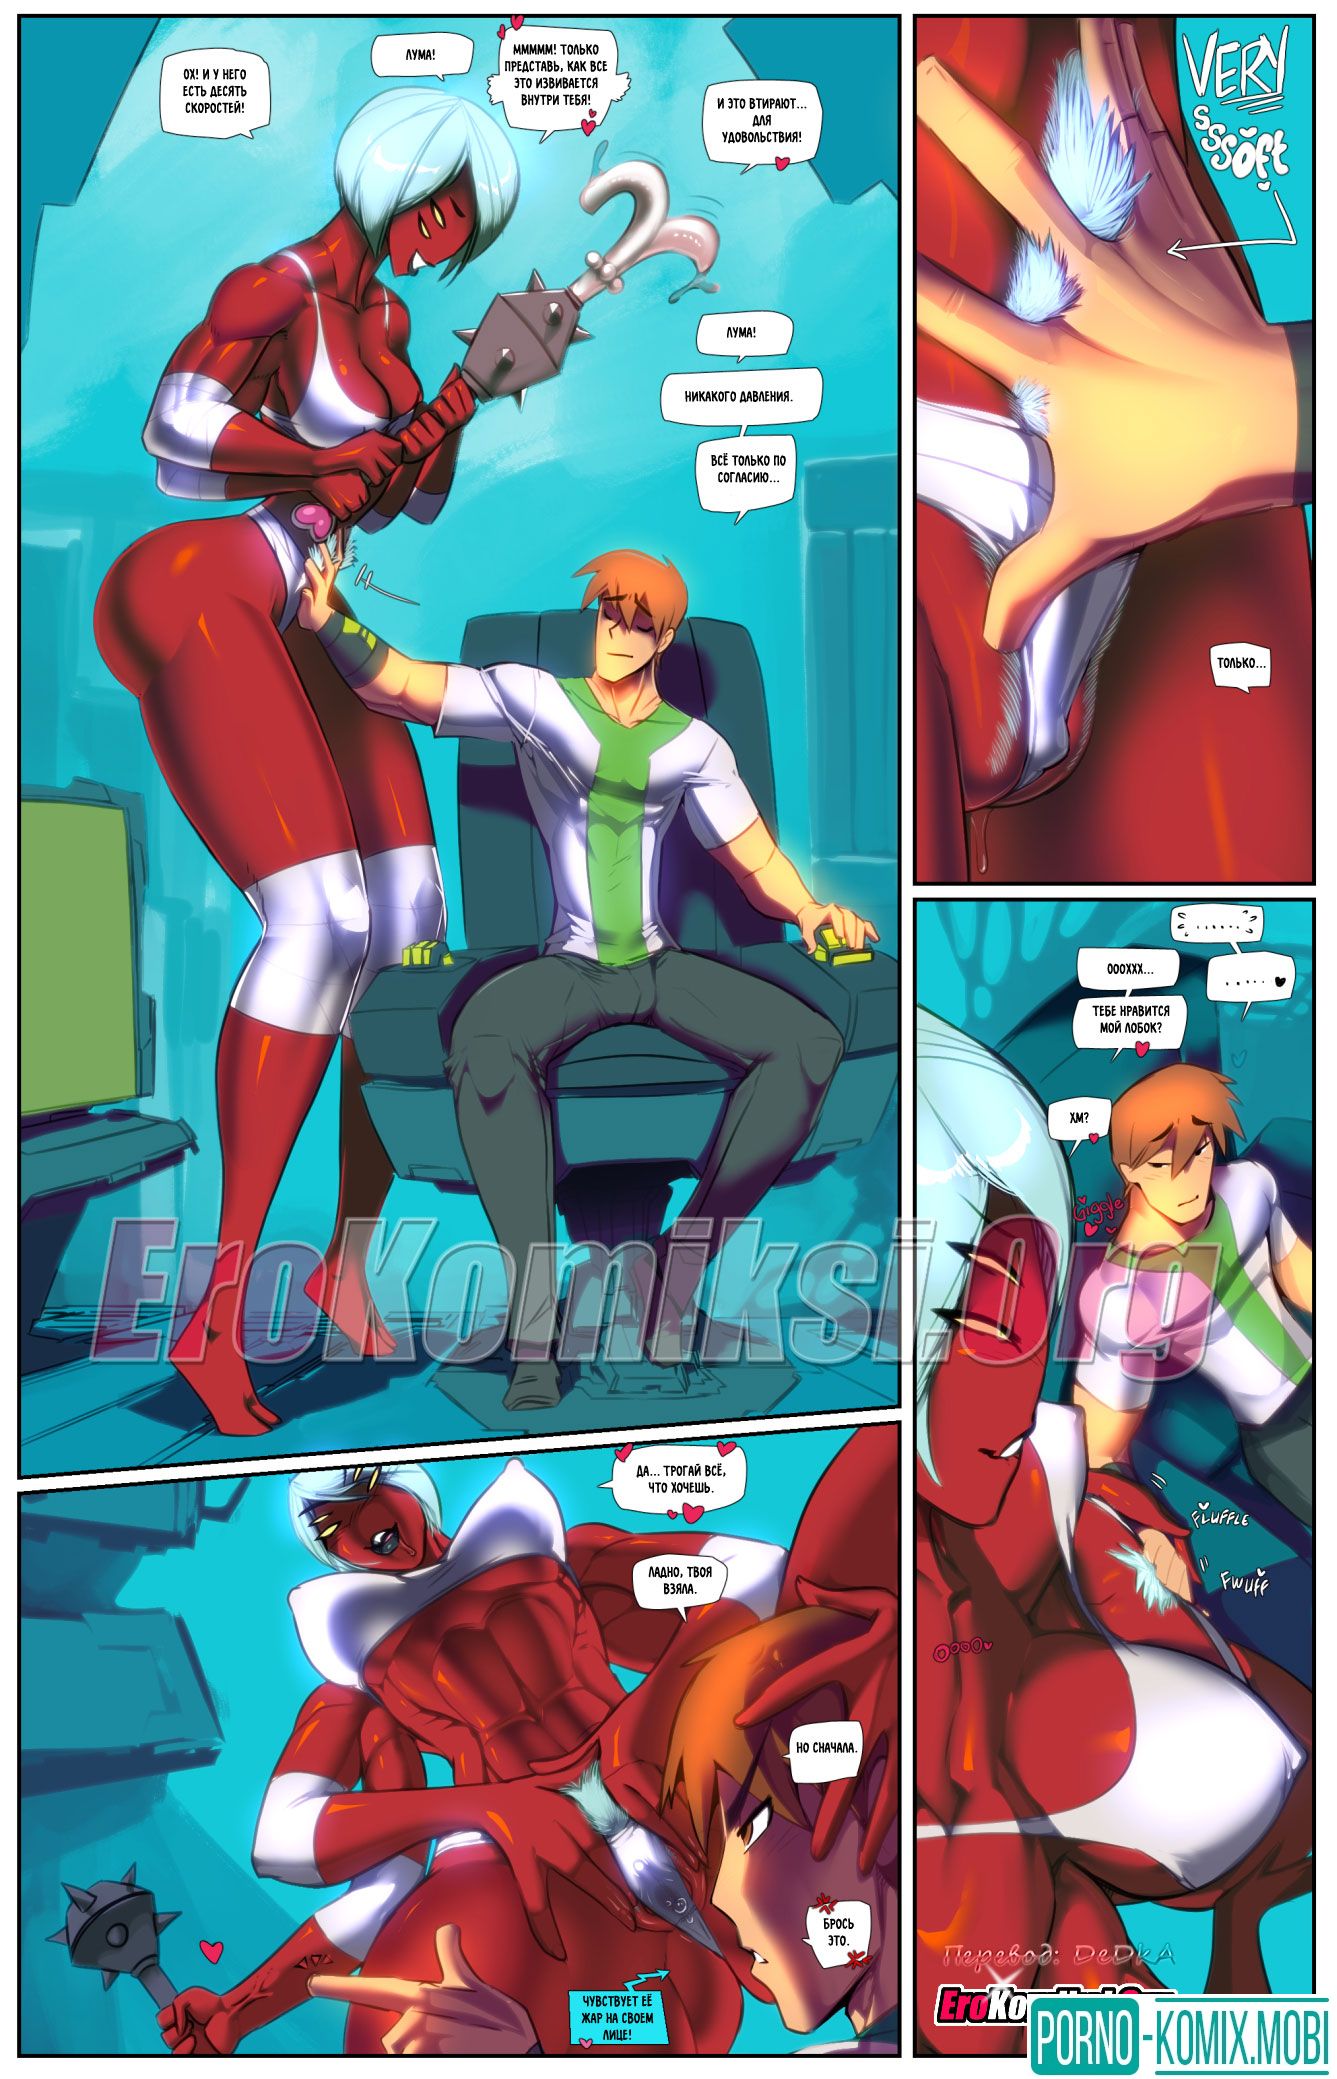 ОХ! И У НЕГО
ЕСТЬ ДЕСЯТЬ
СКОРОСТЕЙ!
ЛУМА!
МММММ! ТОЛЬКО
ПРЕДСТАВЬ, КАК ВСЕ
ЭТО ИЗВИВАЕТСЯ
ВНУТРИ ТЕБЯ!
И ЭТО ВТИРАЮТ...
ДЛЯ
УДОВОЛЬСТВИЯ!
ЛУМА!
НИКАКОГО ДАВЛЕНИЯ.
ВСЁ ТОЛЬКО ПО
СОГЛАСИЮ...
VERY
SSSOFT
ТОЛЬКО...
.......
.....
ОООХХХ...
ТЕБЕ НРАВИТСЯ
МОЙ ЛОБОК?
ХМ?
Giggle
FLUFFLE
FWUFF
OOOO
ДА... ТРОГАЙ ВСЁ,
ЧТО ХОЧЕШЬ.
ЛАДНО, ТВОЯ
ВЗЯЛА.
НО СНАЧАЛА.
БРОСЬ
ЭТО.
ЧУВСТВУЕТ ЕЁ
ЖАР НА СВОЕМ
ЛИЦЕ!
EroKomiksi.Org
Перевод: DeDkA
PORNO-KOMIX.MOBI